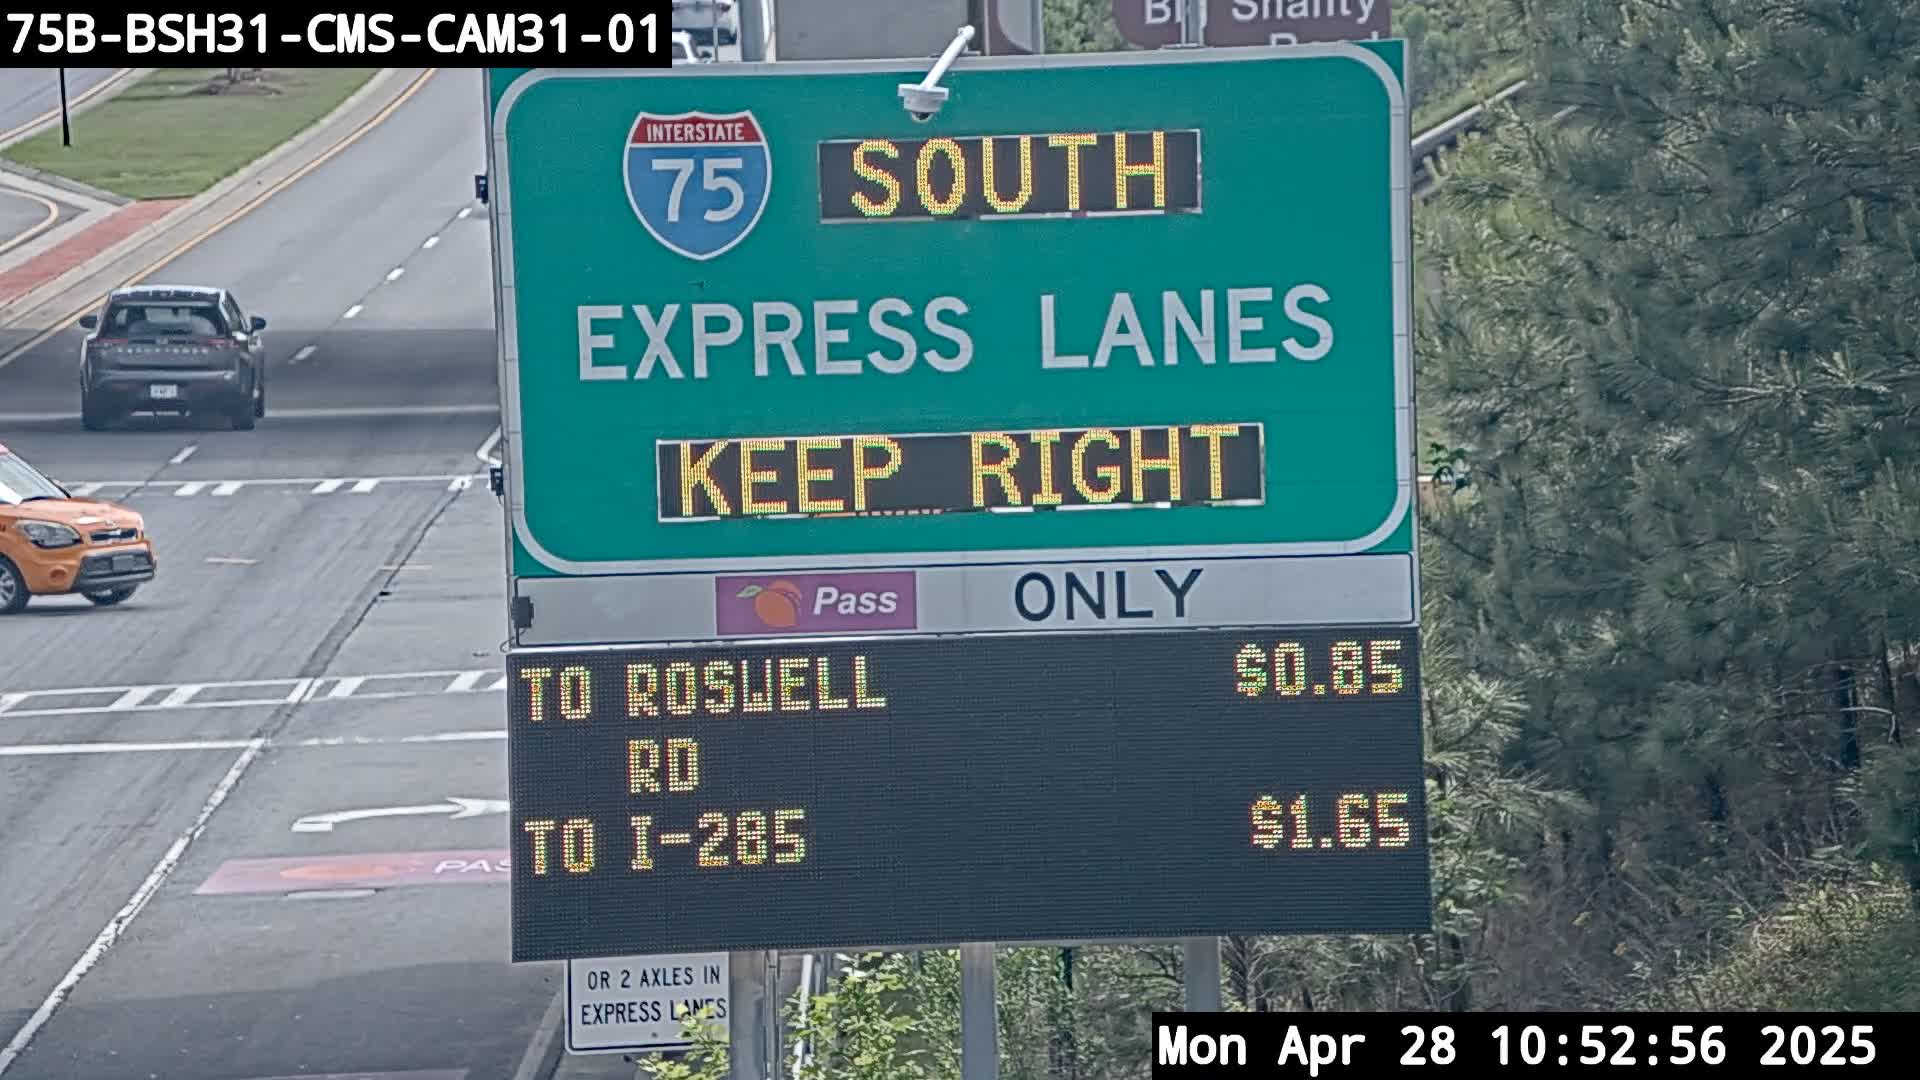 75B-BSH31-CMS-CAM31-01
Shanty
INTERSTATE
75
SOUTH
EXPRESS LANES
KEEP RIGHT
Pass ONLY
TO ROSWELL $0.85
RD
TO I-285 $1.65
OR 2 AXLES IN
EXPRESS LANES
Mon Apr 28 10:52:56 2025